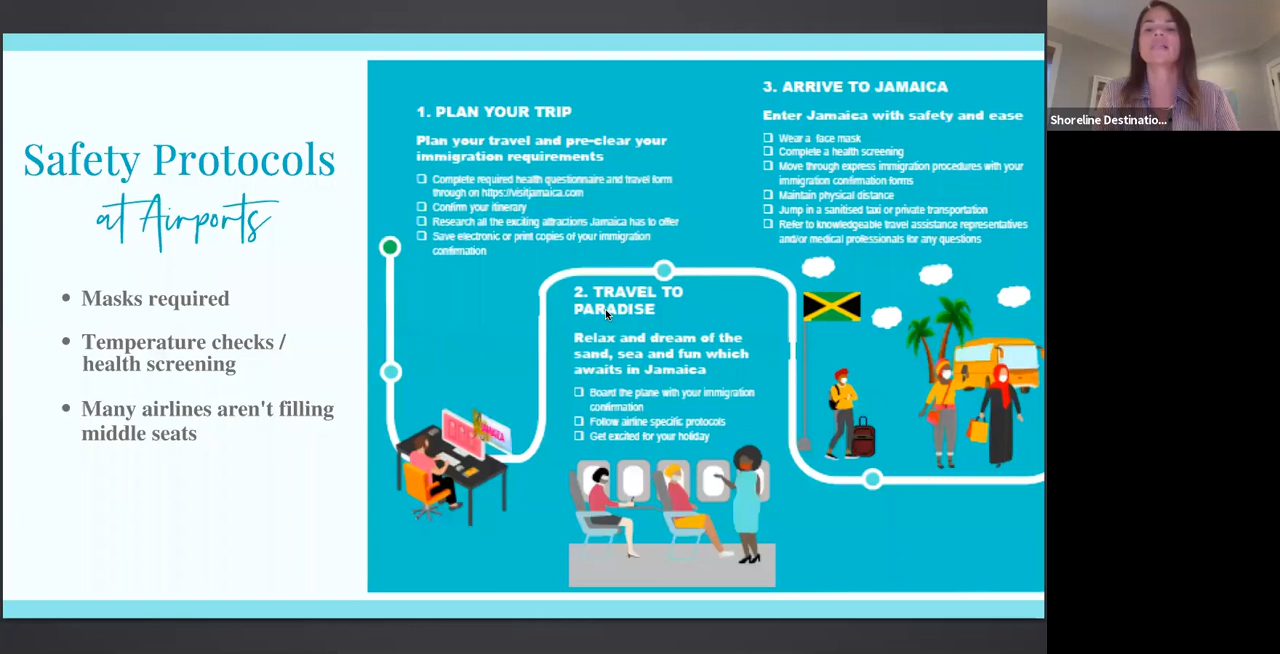 Safety Protocols
at Airports
• Masks required
• Temperature checks /
health screening
• Many airlines aren't filling
middle seats
1. PLAN YOUR TRIP
Plan your travel and pre-clear your
immigration requirements
❑ Complete required health questionnaire and travel form
through on https://visitjamaica.com
❑ Confirm your itinerary
❑ Research all the exciting attractions Jamaica has to offer
❑ Save electronic or print copies of your immigration
confirmation
2. TRAVEL TO
PARADISE
Relax and dream of the
sand, sea and fun which
awaits in Jamaica
❑ Board the plane with your immigration
confirmation
❑ Follow airline specific protocols
❑ Get excited for your holiday
3. ARRIVE TO JAMAICA
Enter Jamaica with safety and ease
❑ Wear a face mask
❑ Complete a health screening
❑ Move through express immigration procedures with your
immigration confirmation forms
❑ Maintain physical distance
❑ Jump in a sanitised taxi or private transportation
❑ Refer to knowledgeable travel assistance representatives
and/or medical professionals for any questions
Shoreline Destinatio...